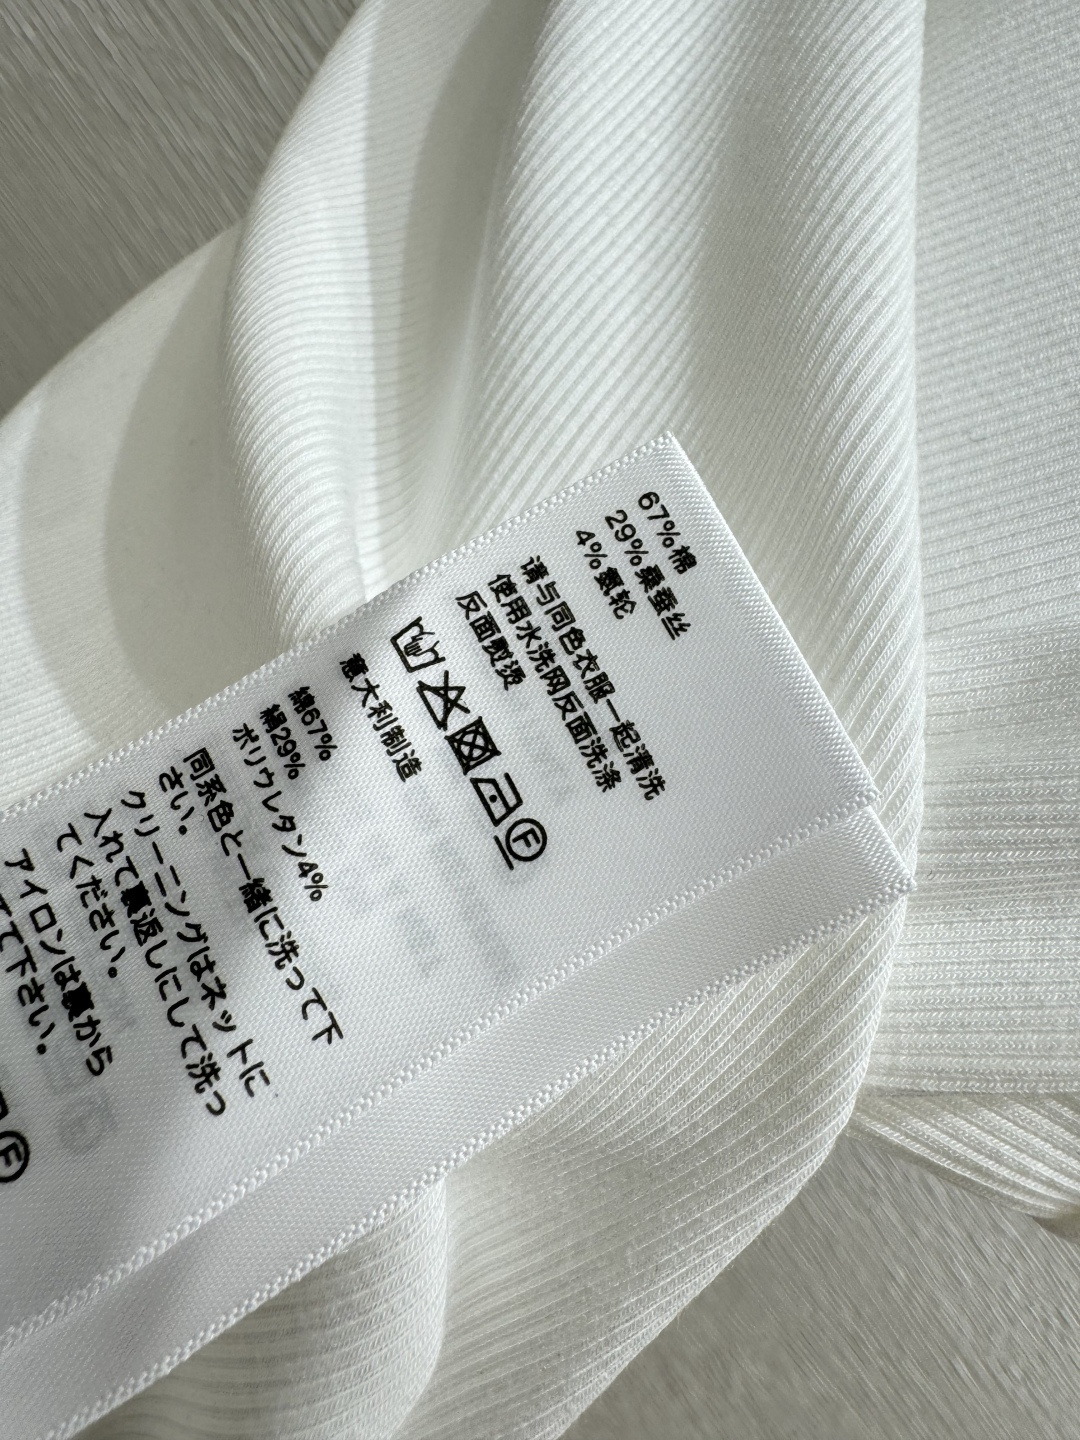 67%棉
29%桑蚕丝
4%氨轮
请与同色衣服一起清洗
使用水洗网反面洗涤
反面熨烫
F
意大利制造
綿67%
絹29%
ポリウレタン4%
同系色と一緒に洗って下
さい。
クリーニングはネットに
入れて裏返しにして洗っ
てください。
アイロンは裏から
て下さい。
F